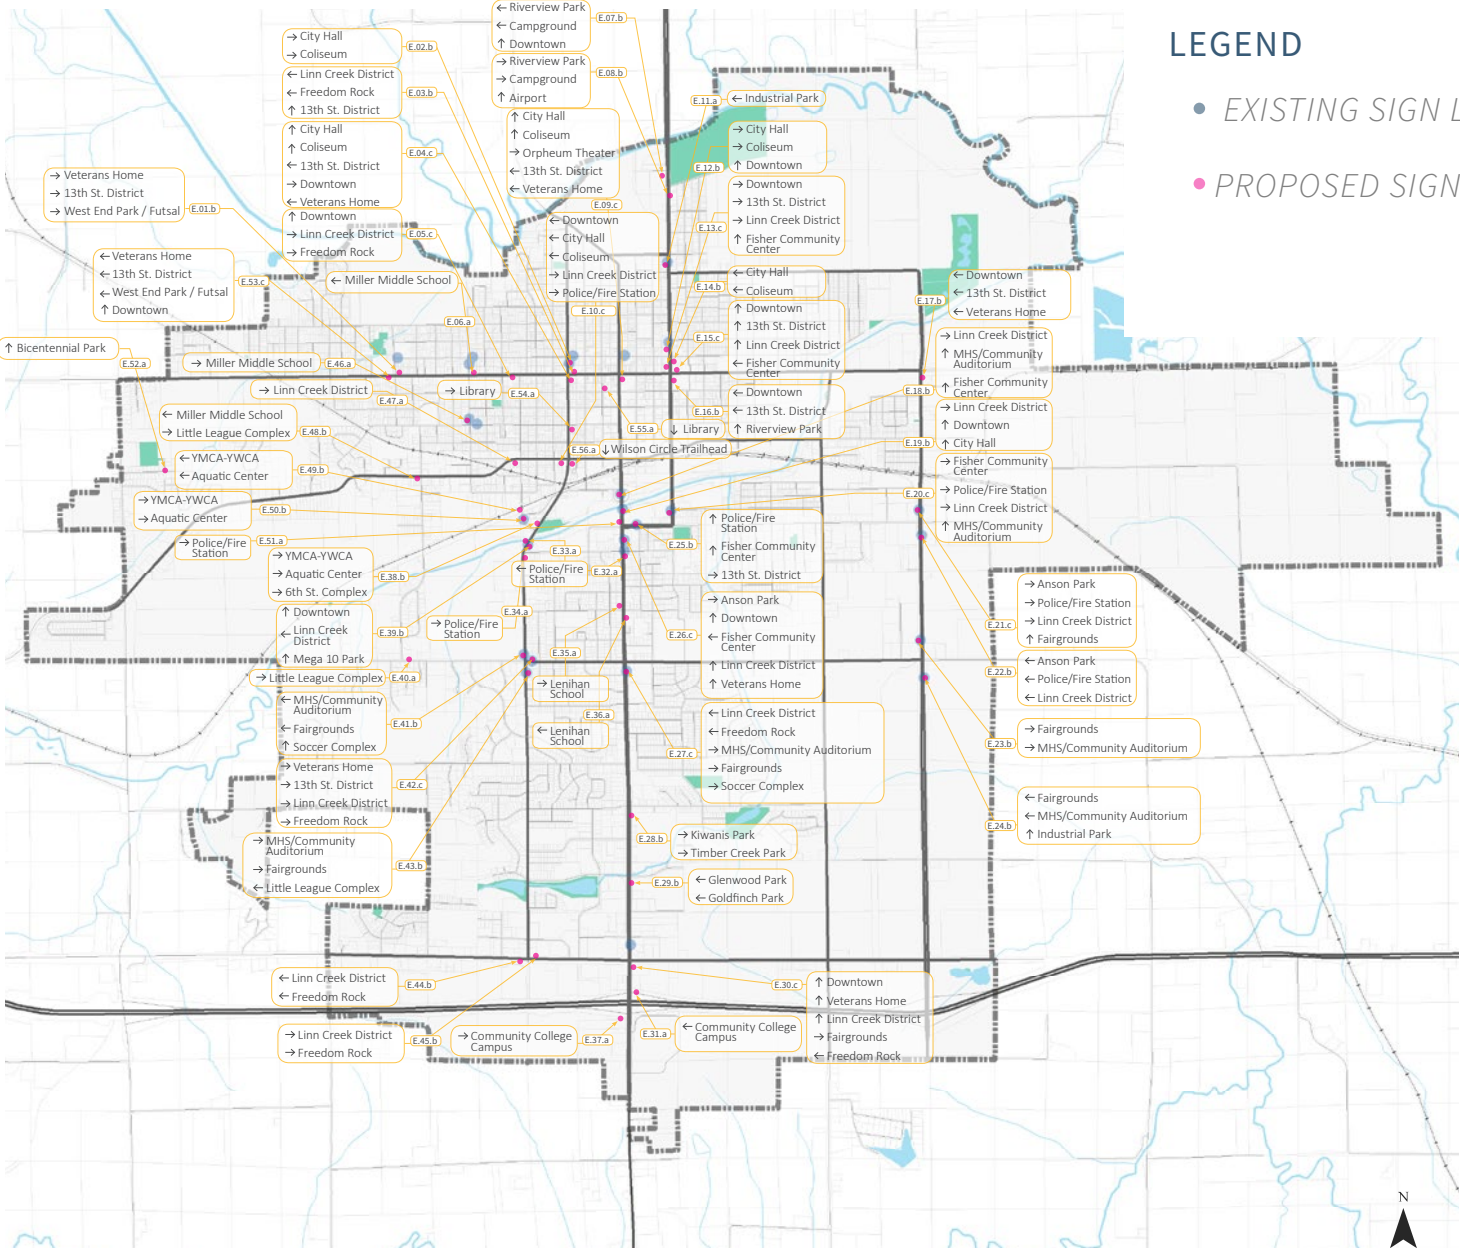 LEGEND
EXISTING SIGN L
PROPOSED SIGN
← Riverview Park
← Campground
↑ Downtown
E.07.b
→ City Hall
→ Coliseum
E.02.b
→ Riverview Park
→ Campground
↑ Airport
E.08.b
← Linn Creek District
← Freedom Rock
↑ 13th St. District
E.03.b
E.11.a
← Industrial Park
↑ City Hall
↑ Coliseum
→ Orpheum Theater
← 13th St. District
← Veterans Home
E.09.c
↑ City Hall
↑ Coliseum
← 13th St. District
→ Downtown
← Veterans Home
E.04.c
→ City Hall
→ Coliseum
↑ Downtown
E.12.b
→ Veterans Home
→ 13th St. District
→ West End Park / Futsal
E.01.b
→ Downtown
→ 13th St. District
→ Linn Creek District
↑ Fisher Community
Center
E.13.c
↑ Downtown
→ Linn Creek District
→ Freedom Rock
E.05.c
← Downtown
← City Hall
← Coliseum
→ Linn Creek District
→ Police/Fire Station
E.10.c
← Veterans Home
← 13th St. District
← West End Park / Futsal
↑ Downtown
E.53.c
← Miller Middle School
E.06.a
← City Hall
← Coliseum
E.14.b
← Downtown
← 13th St. District
← Veterans Home
E.17.b
↑ Downtown
↑ 13th St. District
↑ Linn Creek District
← Fisher Community
Center
E.15.c
→ Linn Creek District
↑ MHS/Community
Auditorium
↑ Fisher Community
Center
E.18.b
↑ Bicentennial Park
E.52.a
→ Miller Middle School
E.46.a
→ Linn Creek District
E.47.a
→ Library
E.54.a
← Downtown
← 13th St. District
↑ Riverview Park
E.16.b
→ Linn Creek District
↑ Downtown
↑ City Hall
E.19.b
← Miller Middle School
→ Little League Complex
E.48.b
E.55.a
↓ Library
E.56.a
↓ Wilson Circle Trailhead
← YMCA-YWCA
← Aquatic Center
E.49.b
→ Fisher Community
Center
→ Police/Fire Station
→ Linn Creek District
↑ MHS/Community
Auditorium
E.20.c
→ YMCA-YWCA
→ Aquatic Center
E.50.b
→ Police/Fire
Station
E.51.a
↑ Police/Fire
Station
↑ Fisher Community
Center
→ 13th St. District
E.25.b
E.33.a
← Police/Fire
Station
E.32.a
→ YMCA-YWCA
→ Aquatic Center
→ 6th St. Complex
E.38.b
→ Anson Park
→ Police/Fire Station
→ Linn Creek District
↑ Fairgrounds
E.21.c
↑ Downtown
← Linn Creek
District
↑ Mega 10 Park
E.39.b
E.34.a
→ Police/Fire
Station
→ Anson Park
↑ Downtown
← Fisher Community
Center
↑ Linn Creek District
↑ Veterans Home
E.26.c
E.35.a
→ Lenihan
School
← Anson Park
← Police/Fire Station
← Linn Creek District
E.22.b
→ Little League Complex
E.40.a
← MHS/Community
Auditorium
← Fairgrounds
↑ Soccer Complex
E.41.b
E.36.a
← Lenihan
School
← Linn Creek District
← Freedom Rock
→ MHS/Community Auditorium
→ Fairgrounds
→ Soccer Complex
E.27.c
→ Fairgrounds
→ MHS/Community Auditorium
E.23.b
→ Veterans Home
→ 13th St. District
→ Linn Creek District
→ Freedom Rock
E.42.c
← Fairgrounds
← MHS/Community Auditorium
↑ Industrial Park
E.24.b
→ MHS/Community
Auditorium
→ Fairgrounds
← Little League Complex
E.43.b
E.28.b
→ Kiwanis Park
→ Timber Creek Park
E.29.b
← Glenwood Park
← Goldfinch Park
← Linn Creek District
← Freedom Rock
E.44.b
E.30.c
↑ Downtown
↑ Veterans Home
↑ Linn Creek District
→ Fairgrounds
← Freedom Rock
→ Linn Creek District
→ Freedom Rock
E.45.b
→ Community College
Campus
E.37.a
E.31.a
← Community College
Campus
N